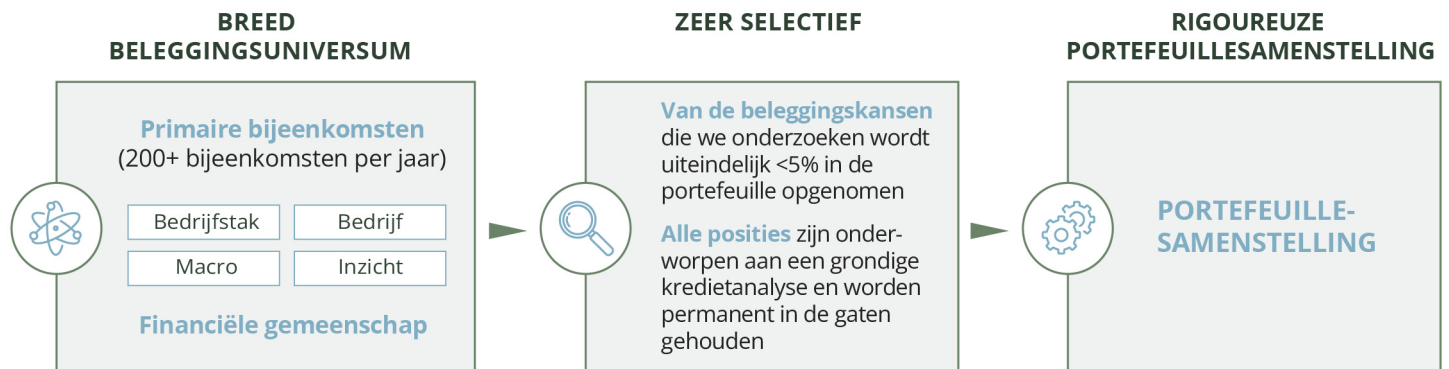 BREED
BELEGGINGSUNIVERSUM
Primaire bijeenkomsten
(200+ bijeenkomsten per jaar)
Bedrijfstak
Bedrijf
Macro
Inzicht
Financiële gemeenschap
ZEER SELECTIEF
Van de beleggingskansen
die we onderzoeken wordt
uiteindelijk <5% in de
portefeuille opgenomen
Alle posities zijn onder-
worpen aan een grondige
kredietanalyse en worden
permanent in de gaten
gehouden
RIGOUREUZE
PORTEFEUILLESAMENSTELLING
PORTEFEUILLE-
SAMENSTELLING